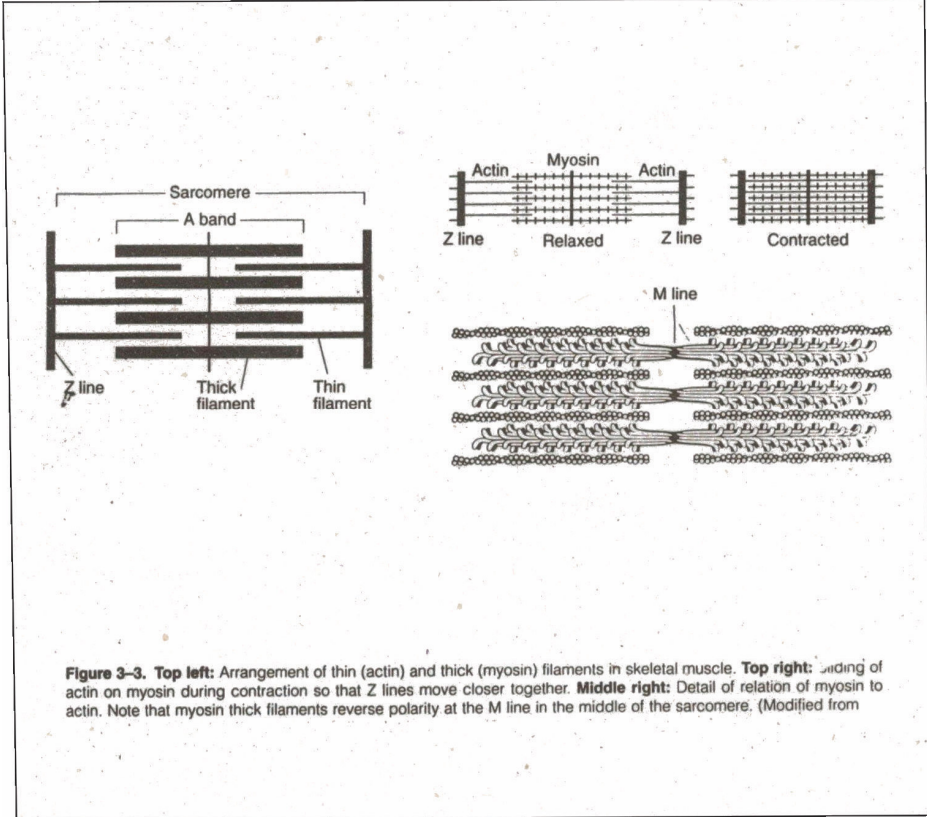 Sarcomere
A band
Z line
Thick
filament
Thin
filament
Actin Myosin Actin
Z line Relaxed Z line
Contracted
M line
Figure 3–3. Top left: Arrangement of thin (actin) and thick (myosin) filaments in skeletal muscle. Top right: of
actin on myosin during contraction so that Z lines move closer together. Middle right: Detail of relation of myosin to
actin. Note that myosin thick filaments reverse polarity at the M line in the middle of the sarcomere. (Modified from